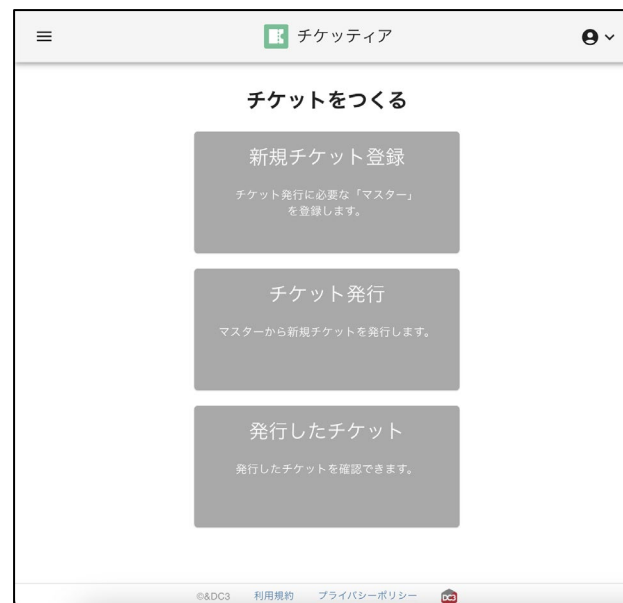 チケッティア
チケットをつくる
新規チケット登録
チケット発行に必要な「マスター」
を登録します。
チケット発行
マスターから新規チケットを発行します。
発行したチケット
発行したチケットを確認できます。
©&DC3 利用規約 プライバシーポリシー DC3